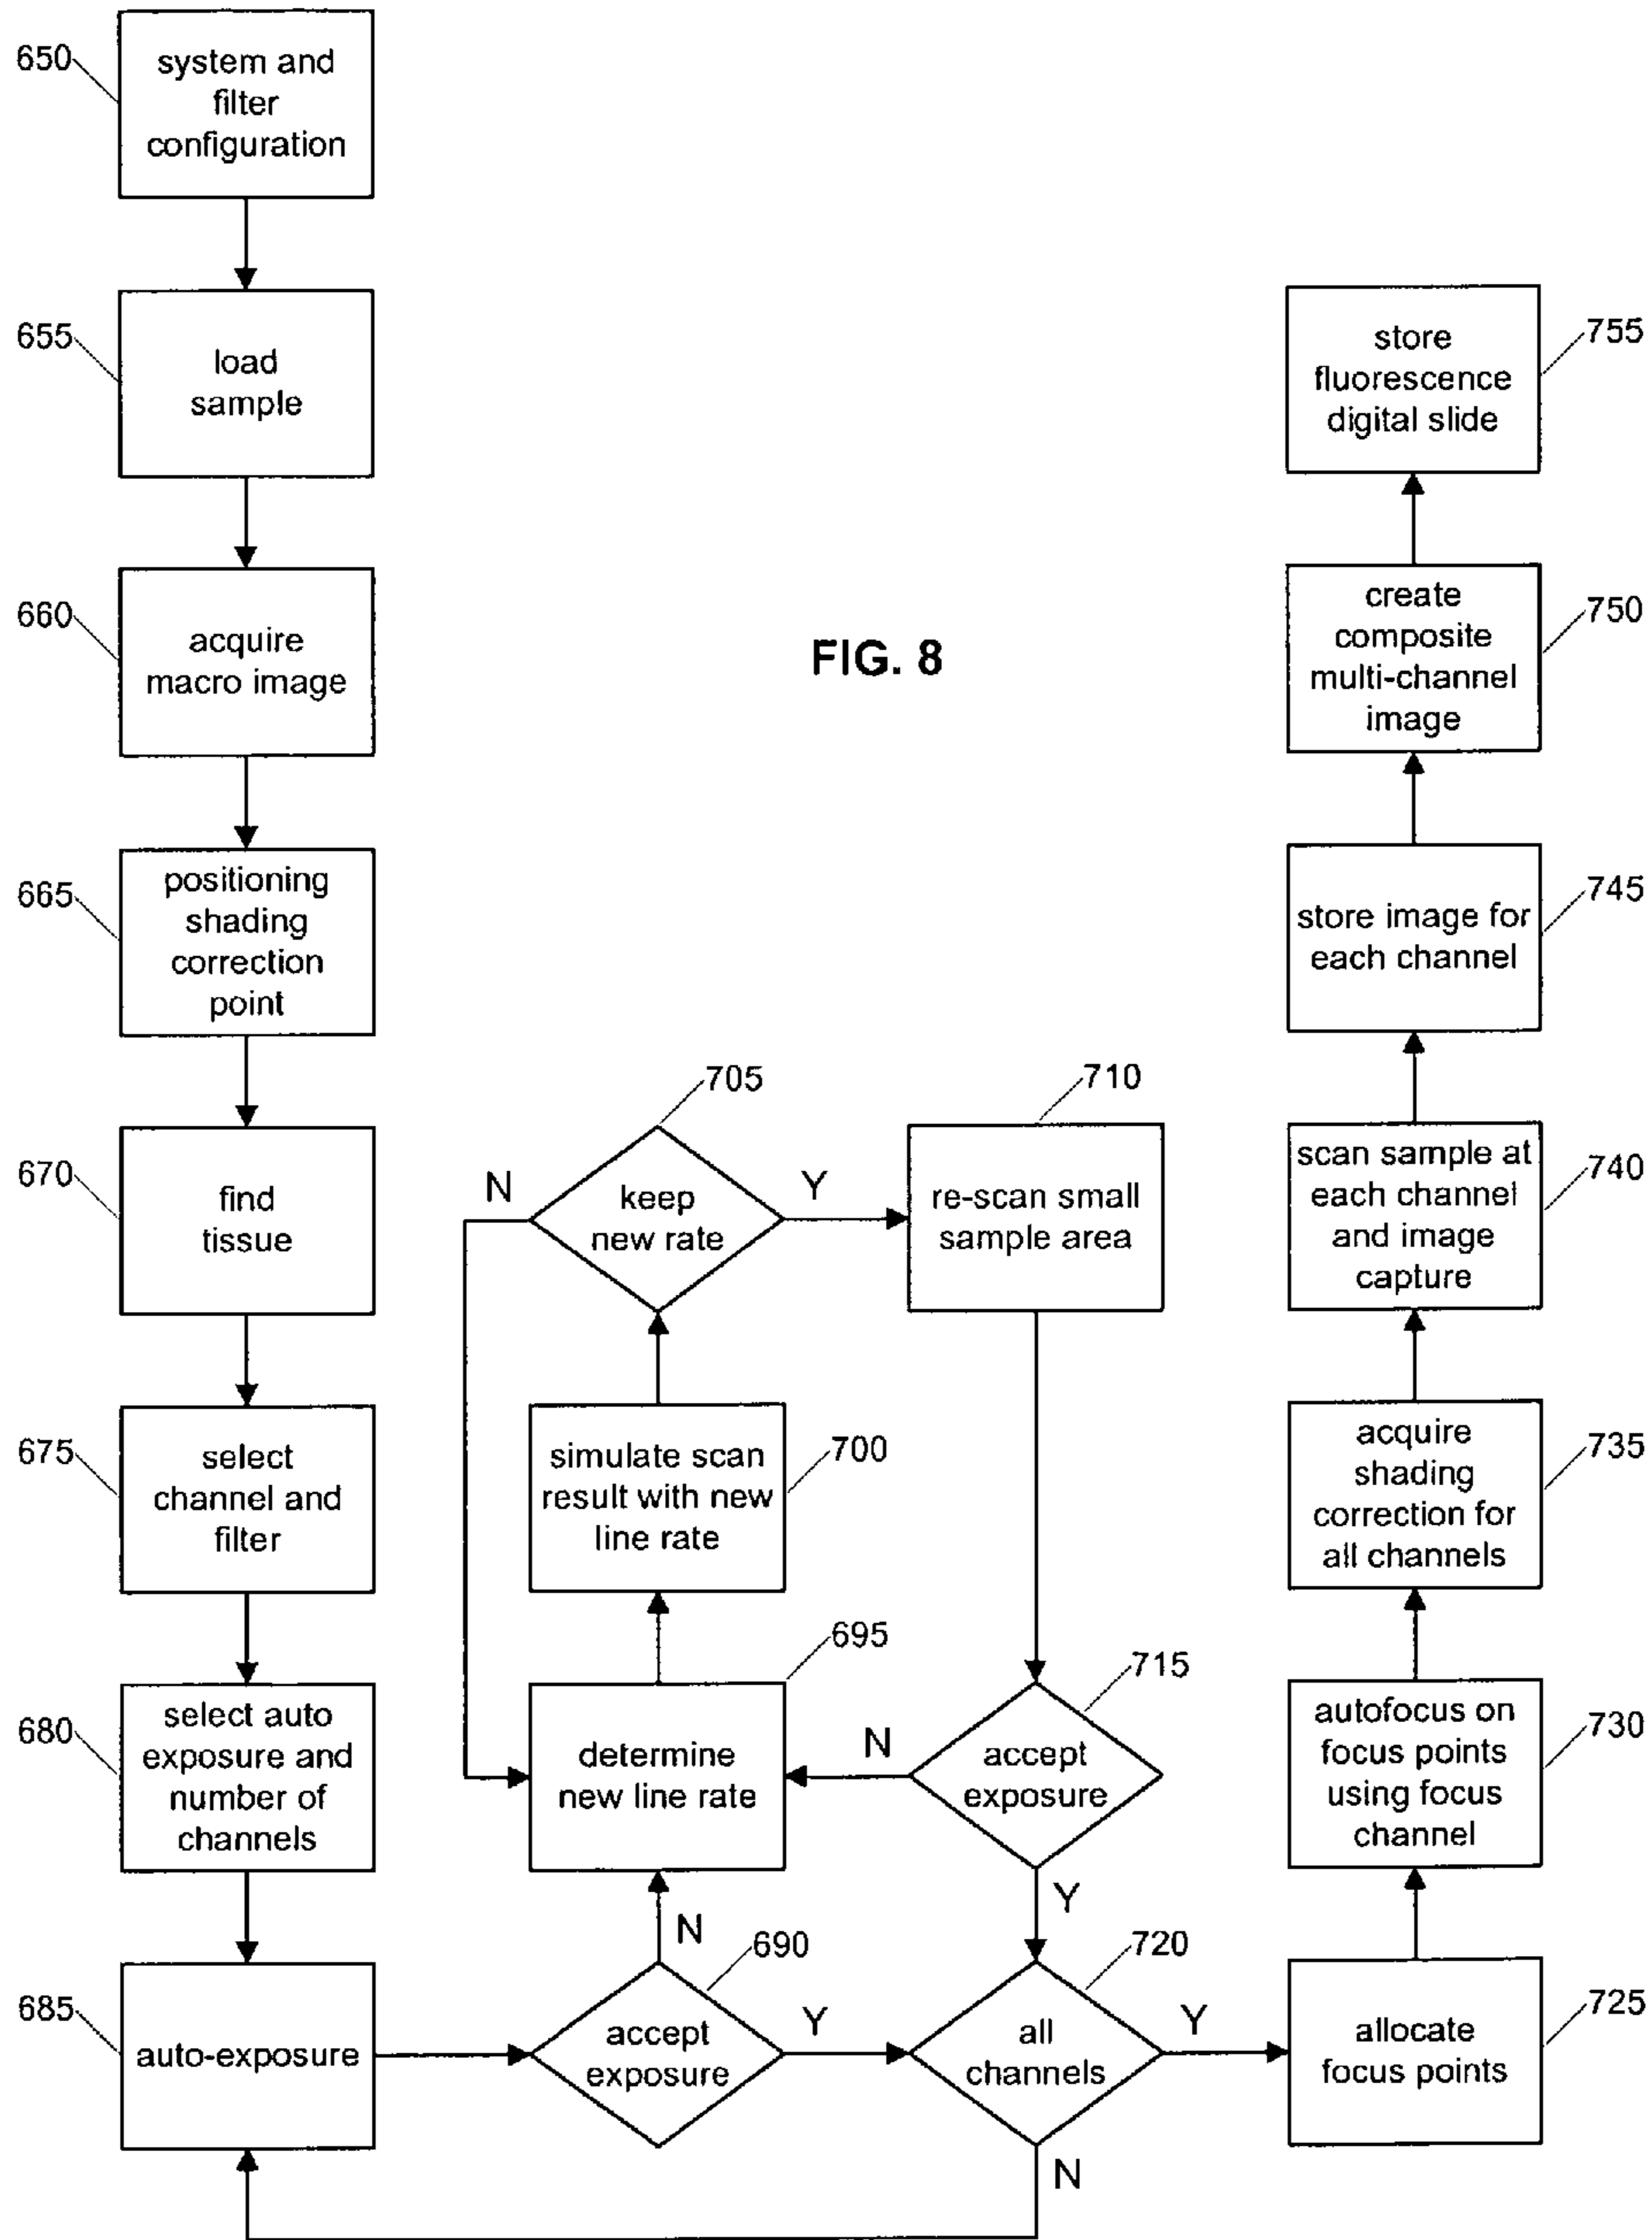 650
system and
filter
configuration
655
load
sample
660
acquire
macro image
665
positioning
shading
correction
point
670
find
tissue
675
select
channel and
filter
680
select auto
exposure and
number of
channels
685
auto-exposure
FIG. 8
705
N
keep
new rate
Y
710
re-scan small
sample area
700
simulate scan
result with new
line rate
695
determine
new line rate
N
715
accept
exposure
Y
N
690
accept
exposure
Y
720
all
channels
Y
N
755
store
fluorescence
digital slide
750
create
composite
multi-channel
image
745
store image for
each channel
740
scan sample at
each channel
and image
capture
735
acquire
shading
correction for
all channels
730
autofocus on
focus points
using focus
channel
725
allocate
focus points